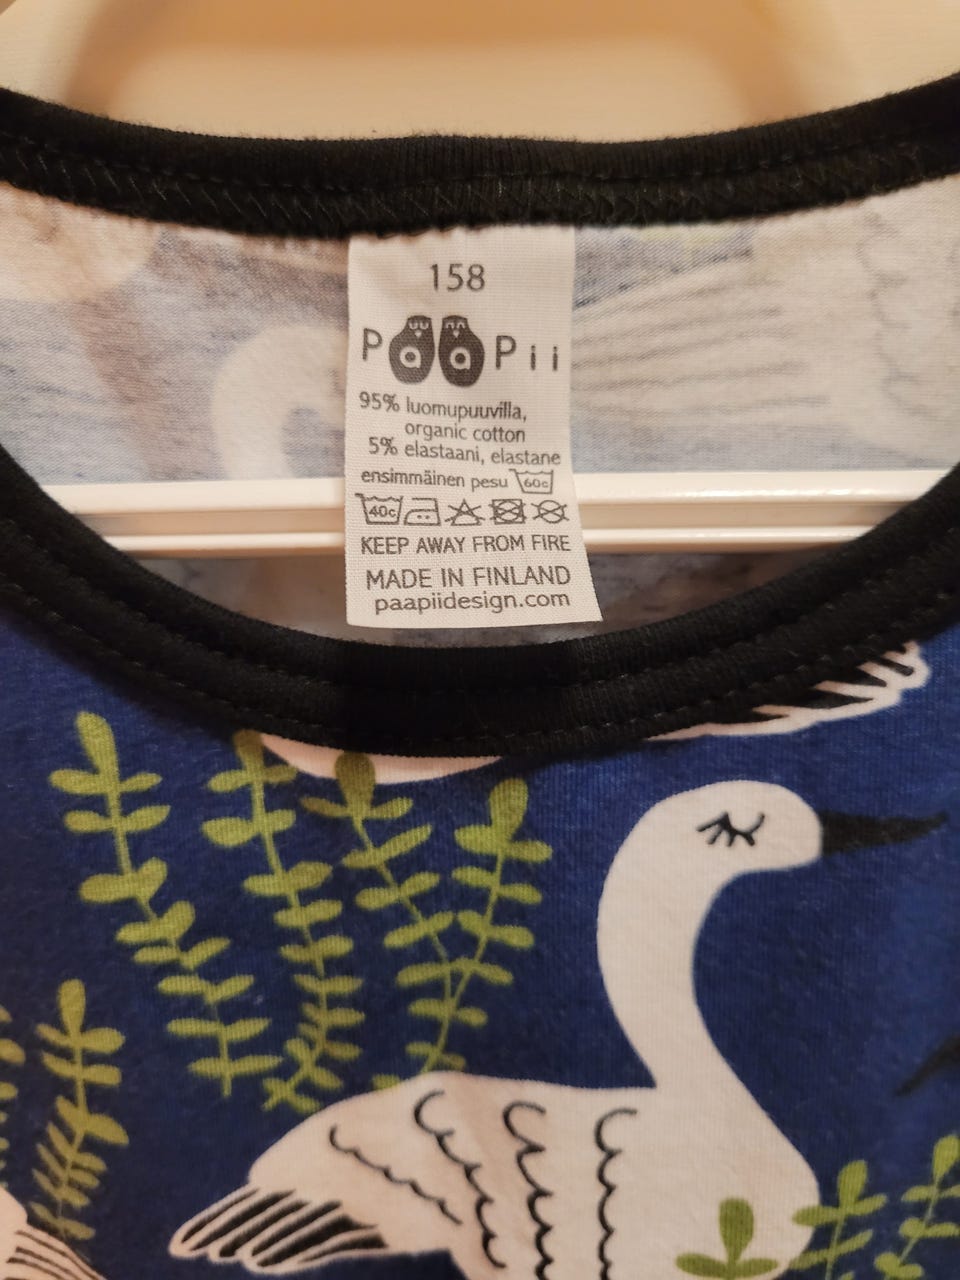 158
PaaPii
95% luomupuuvilla,
organic cotton
5% elastaani, elastane
ensimmäinen pesu 60c
40c
KEEP AWAY FROM FIRE
MADE IN FINLAND
paapiidesign.com